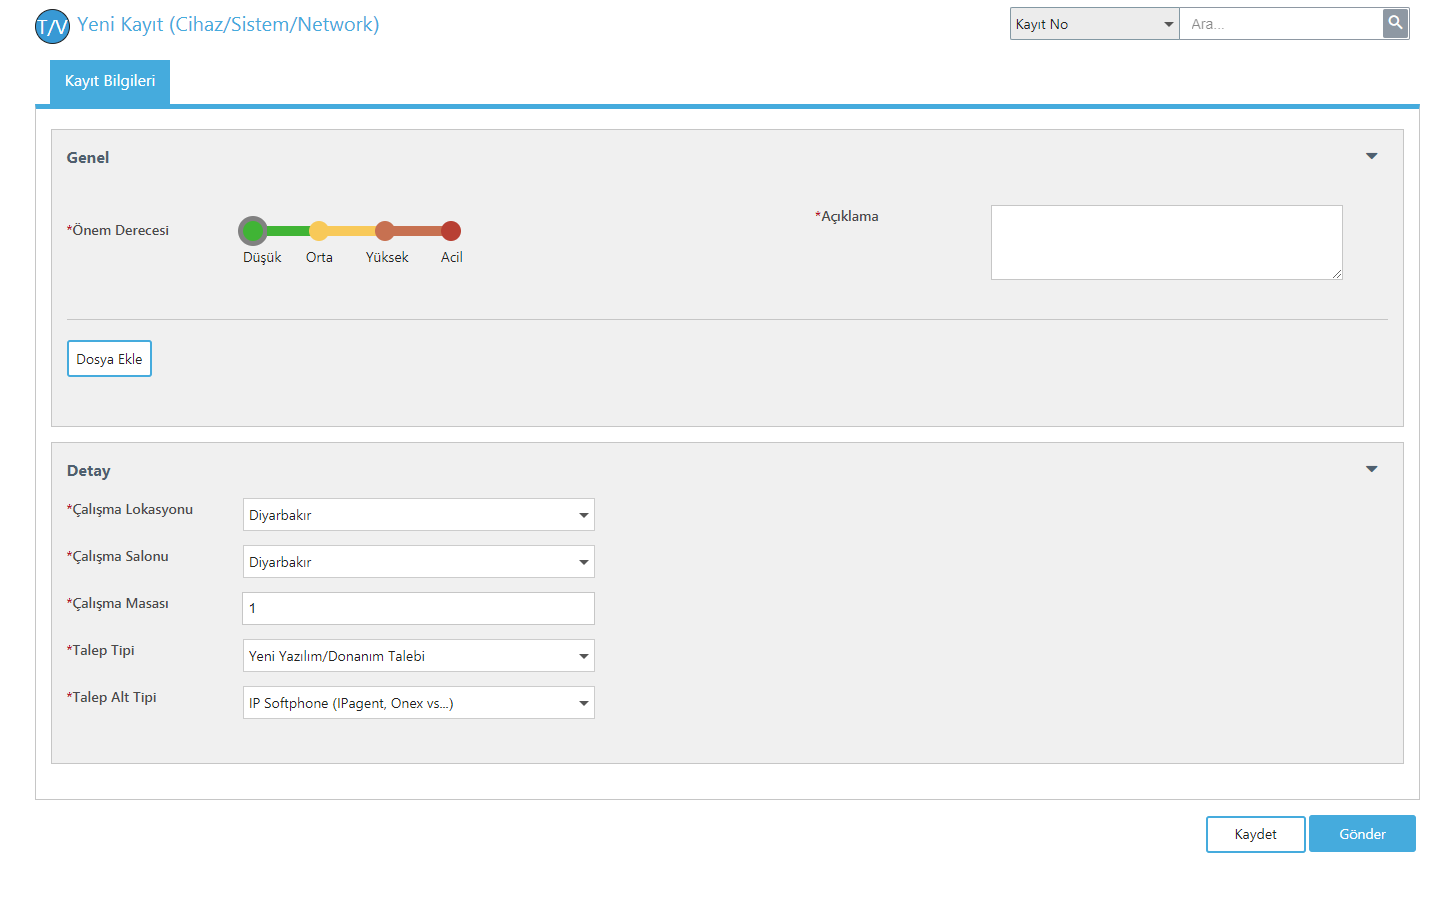 T/V Yeni Kayıt (Cihaz/Sistem/Network)
Kayıt No
Ara...
Kayıt Bilgileri
Genel
*Önem Derecesi
Düşük Orta Yüksek Acil
*Açıklama
Dosya Ekle
Detay
*Çalışma Lokasyonu
Diyarbakır
*Çalışma Salonu
Diyarbakır
*Çalışma Masası
1
*Talep Tipi
Yeni Yazılım/Donanım Talebi
*Talep Alt Tipi
IP Softphone (IPagent, Onex vs...)
Kaydet
Gönder